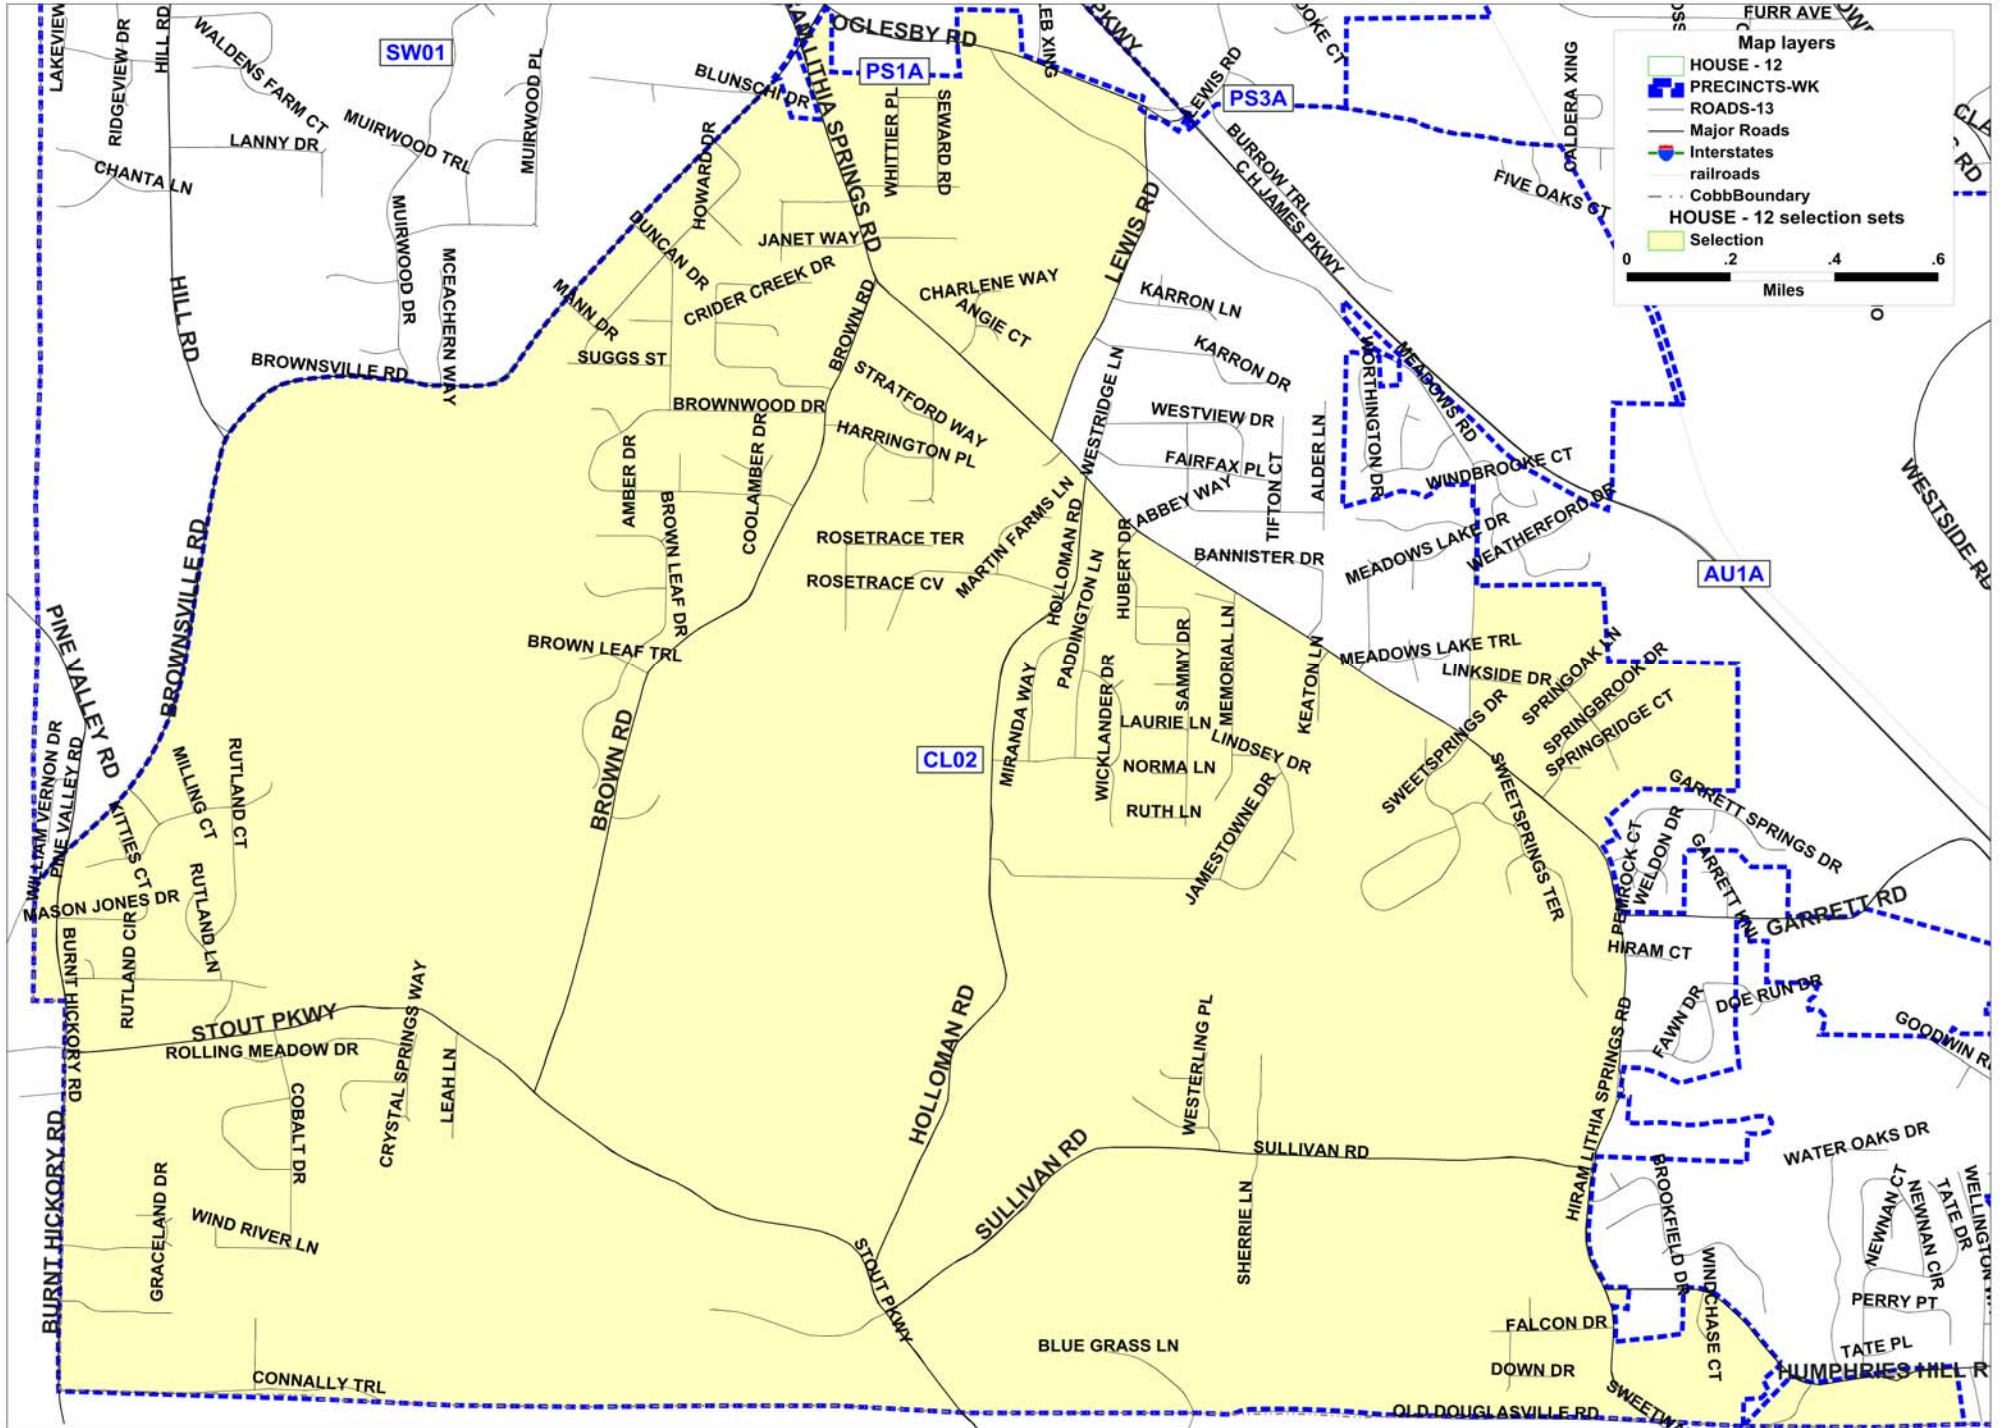 LAKEVIEW
RIDGEVIEW DR
HILL RD
WALDENS FARM CT
SW01
MUIRWOOD PL
OGLESBY RD
PS1A
EB XING
PKWY
LEWIS RD
PS3A
FURR AVE
CALDERA XING
Map layers
HOUSE - 12
PRECINCTS-WK
ROADS-13
Major Roads
Interstates
railroads
CobbBoundary
HOUSE - 12 selection sets
Selection
0 .2 .4 .6
Miles
LANNY DR
MUIRWOOD TRL
CHANTA LN
BLUNSCHI DR
LITHIA SPRINGS RD
WHITTIER PL
SEWARD RD
HOWARD DR
BURROW TRL
C H JAMES PKWY
FIVE OAKS CT
RD
MUIRWOOD DR
MCEACHERN WAY
DUNCAN DR
JANET WAY
LEWIS RD
HILL RD
MANN DR
CRIDER CREEK DR
BROWN RD
CHARLENE WAY
ANGIE CT
KARRON LN
KARRON DR
WORTHINGTON DR
MEADOWS RD
BROWNSVILLE RD
SUGGS ST
STRATFORD WAY
WESTRIDGE LN
BROWNWOOD DR
HARRINGTON PL
WESTVIEW DR
FAIRFAX PL
TIFTON CT
ALDER LN
WINDBROOKE CT
WESTSIDE RD
AMBER DR
COOLAMBER DR
BROWN LEAF DR
ABBEY WAY
WEATHERFORD DR
MEADOWS LAKE DR
ROSETRACE TER
MARTIN FARMS LN
HOLLOMAN RD
HUBERT DR
BANNISTER DR
ROSETRACE CV
PADDINGTON LN
AU1A
BROWNSVILLE RD
PINE VALLEY RD
BROWN LEAF TRL
SAMMY DR
MEMORIAL LN
KEATON LN
MEADOWS LAKE TRL
LINKSIDE DR
SPRINGOAK LN
SPRINGBROOK DR
SPRINGRIDGE CT
MIRANDA WAY
WICKLANDER DR
LAURIE LN
LINDSEY DR
SWEETSPRINGS DR
SWEETSPRINGS TER
WILLIAM VERNON DR
PINE VALLEY RD
MILLING CT
RUTLAND CT
BROWN RD
CL02
NORMA LN
RUTH LN
JAMESTOWNE DR
GARRETT SPRINGS DR
KITTIES CT
PEMROCK CT
WELDON DR
MASON JONES DR
RUTLAND LN
GARRETT RD
BURNT HICKORY RD
RUTLAND CIR
HIRAM CT
DOE RUN DR
FAWN DR
GOODWIN R
STOUT PKWY
ROLLING MEADOW DR
CRYSTAL SPRINGS WAY
LEAH LN
COBALT DR
HOLLOMAN RD
WESTERLING PL
HIRAM LITHIA SPRINGS RD
SULLIVAN RD
SULLIVAN RD
WATER OAKS DR
BURNT HICKORY RD
GRACELAND DR
WIND RIVER LN
SHERRIE LN
BROOKFIELD DR
NEWNAN CT
NEWNAN CIR
TATE DR
WELLINGTON
STOUT PKWY
WINDCHASE CT
PERRY PT
FALCON DR
BLUE GRASS LN
TATE PL
DOWN DR
HUMPHRIES HILL R
CONNALLY TRL
OLD DOUGLASVILLE RD
SWEETWA